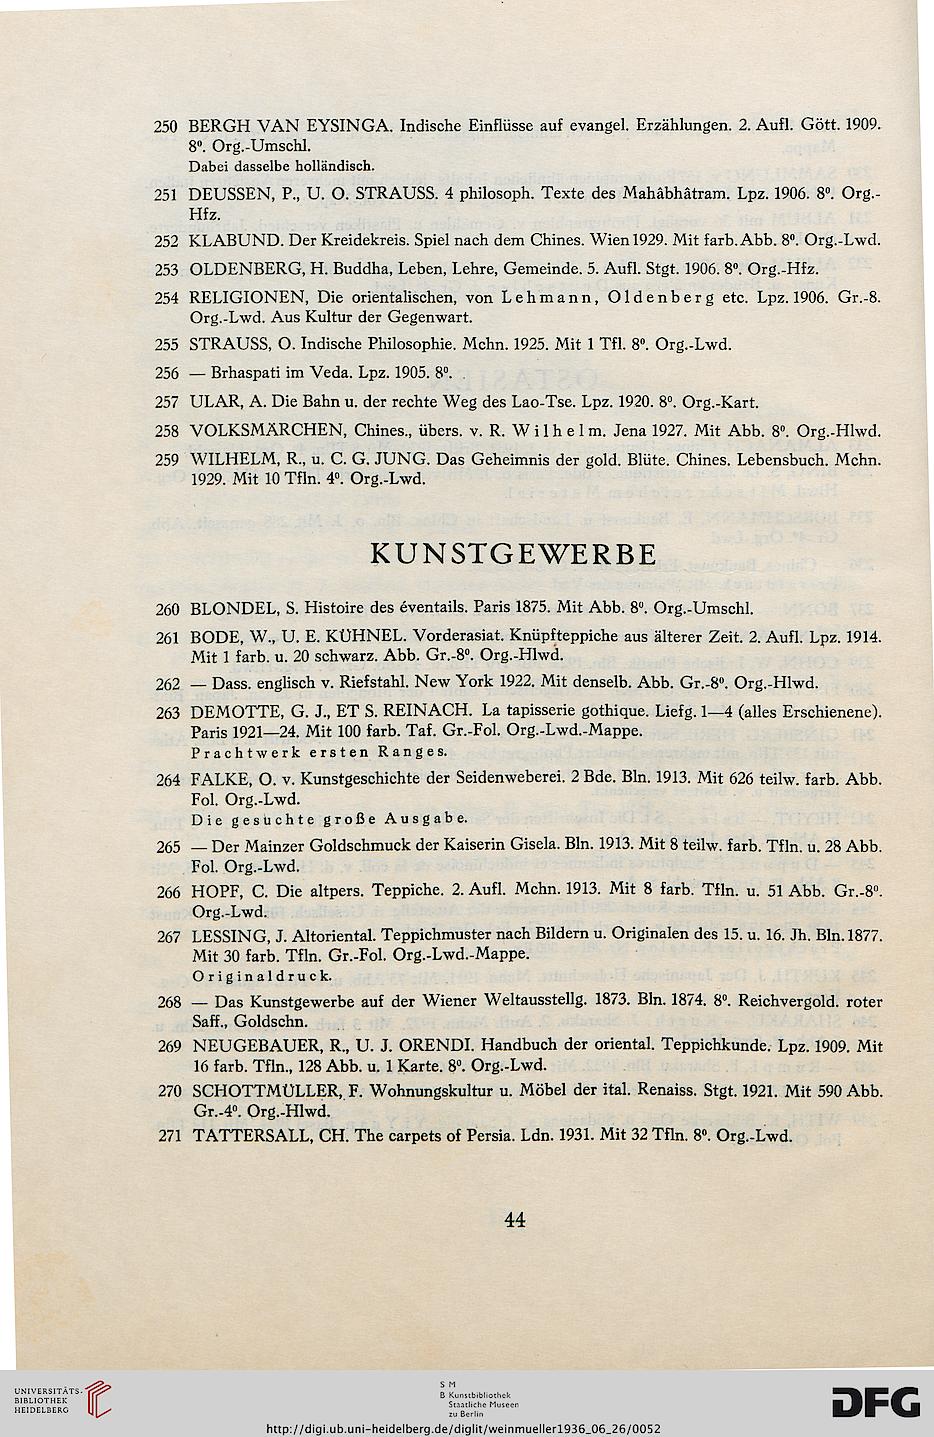 250 BERGH VAN EYSINGA. Indische Einflüsse auf evangel. Erzählungen. 2. Aufl. Gött. 1909.
8⁰. Org.-Umschl.
Dabei dasselbe holländisch.
251 DEUSSEN, P., U. O. STRAUSS. 4 philosoph. Texte des Mahâbhâtram. Lpz. 1906. 8⁰. Org.-
Hfz.
252 KLABUND. Der Kreidekreis. Spiel nach dem Chines. Wien 1929. Mit farb. Abb. 8⁰. Org.-Lwd.
253 OLDENBERG, H. Buddha, Leben, Lehre, Gemeinde. 5. Aufl. Stgt. 1906. 8⁰. Org.-Hfz.
254 RELIGIONEN, Die orientalischen, von Lehmann, Oldenberg etc. Lpz. 1906. Gr.-8.
Org.-Lwd. Aus Kultur der Gegenwart.
255 STRAUSS, O. Indische Philosophie. Mchn. 1925. Mit 1 Tfl. 8⁰. Org.-Lwd.
256 — Brhaspati im Veda. Lpz. 1905. 8⁰.
257 ULAR, A. Die Bahn u. der rechte Weg des Lao-Tse. Lpz. 1920. 8⁰. Org.-Kart.
258 VOLKSMÄRCHEN, Chines., übers. v. R. Wilhelm. Jena 1927. Mit Abb. 8⁰. Org.-Hlwd.
259 WILHELM, R., u. C. G. JUNG. Das Geheimnis der gold. Blüte. Chines. Lebensbuch. Mchn.
1929. Mit 10 Tfln. 4⁰. Org.-Lwd.
KUNSTGEWERBE
260 BLONDEL, S. Histoire des éventails. Paris 1875. Mit Abb. 8⁰. Org.-Umschl.
261 BODE, W., U. E. KÜHNEL. Vorderasiat. Knüpfteppiche aus älterer Zeit. 2. Aufl. Lpz. 1914.
Mit 1 farb. u. 20 schwarz. Abb. Gr.-8⁰. Org.-Hlwd.
262 — Dass. englisch v. Riefstahl. New York 1922. Mit denselb. Abb. Gr.-8⁰. Org.-Hlwd.
263 DEMOTTE, G. J., ET S. REINACH. La tapisserie gothique. Liefg. 1—4 (alles Erschienene).
Paris 1921—24. Mit 100 farb. Taf. Gr.-Fol. Org.-Lwd.-Mappe.
Prachtwerk ersten Ranges.
264 FALKE, O. v. Kunstgeschichte der Seidenweberei. 2 Bde. Bln. 1913. Mit 626 teilw. farb. Abb.
Fol. Org.-Lwd.
Die gesuchte große Ausgabe.
265 — Der Mainzer Goldschmuck der Kaiserin Gisela. Bln. 1913. Mit 8 teilw. farb. Tfln. u. 28 Abb.
Fol. Org.-Lwd.
266 HOPF, C. Die altpers. Teppiche. 2. Aufl. Mchn. 1913. Mit 8 farb. Tfln. u. 51 Abb. Gr.-8⁰.
Org.-Lwd.
267 LESSING, J. Altoriental. Teppichmuster nach Bildern u. Originalen des 15. u. 16. Jh. Bln. 1877.
Mit 30 farb. Tfln. Gr.-Fol. Org.-Lwd.-Mappe.
Originaldruck.
268 — Das Kunstgewerbe auf der Wiener Weltausstellg. 1873. Bln. 1874. 8⁰. Reichvergold. roter
Saff., Goldschn.
269 NEUGEBAUER, R., U. J. ORENDI. Handbuch der oriental. Teppichkunde. Lpz. 1909. Mit
16 farb. Tfln., 128 Abb. u. 1 Karte. 8⁰. Org.-Lwd.
270 SCHOTTMÜLLER, F. Wohnungskultur u. Möbel der ital. Renaiss. Stgt. 1921. Mit 590 Abb.
Gr.-4⁰. Org.-Hlwd.
271 TATTERSALL, CH. The carpets of Persia. Ldn. 1931. Mit 32 Tfln. 8⁰. Org.-Lwd.
44
UNIVERSITÄTS-
BIBLIOTHEK
HEIDELBERG
S M
B Kunstbibliothek
Staatliche Museen
zu Berlin
DFG
http://digi.ub.uni-heidelberg.de/diglit/weinmueller1936_06_26/0052